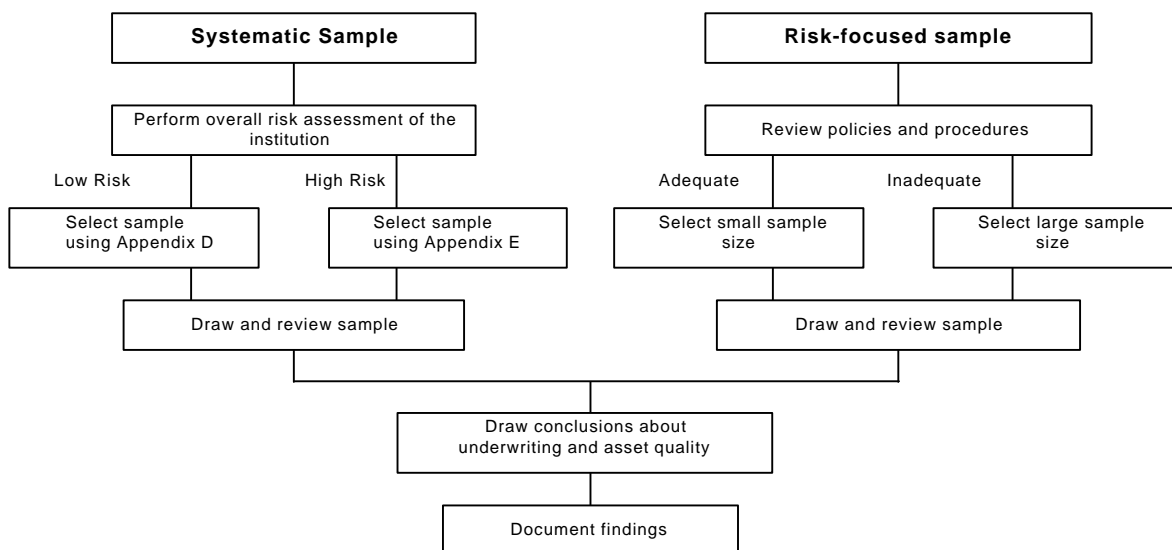 Systematic Sample
Risk-focused sample
Perform overall risk assessment of the
institution
Review policies and procedures
Low Risk
High Risk
Adequate
Inadequate
Select sample
using Appendix D
Select sample
using Appendix E
Select small sample
size
Select large sample
size
Draw and review sample
Draw and review sample
Draw conclusions about
underwriting and asset quality
Document findings